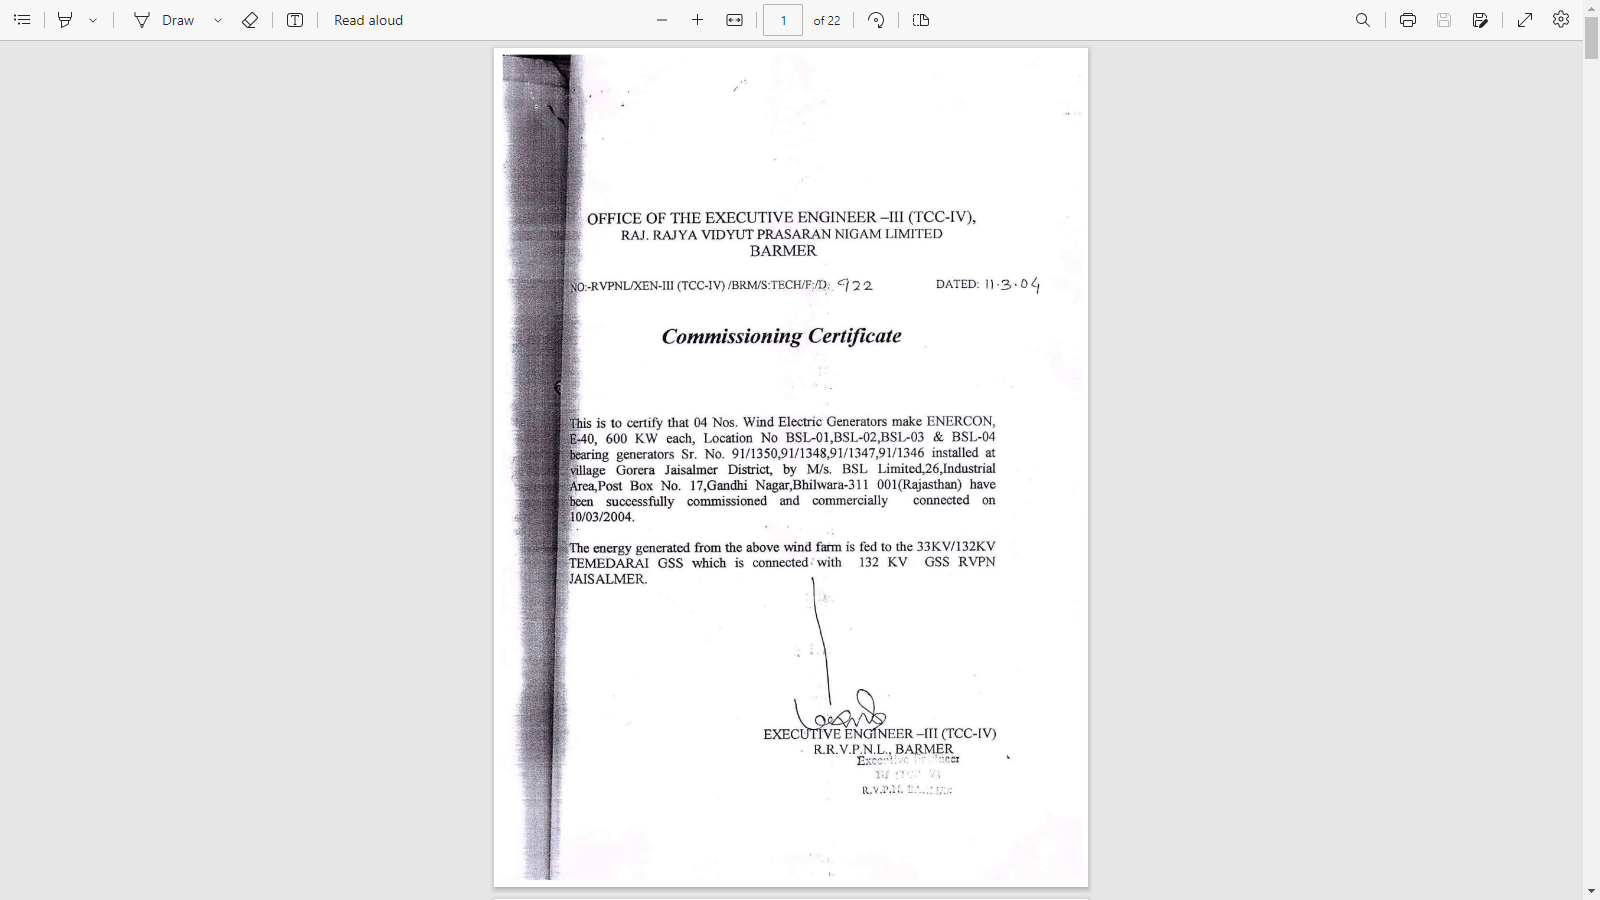 Draw
Read aloud
1
of 22
OFFICE OF THE EXECUTIVE ENGINEER –III (TCC-IV),
RAJ. RAJYA VIDYUT PRASARAN NIGAM LIMITED
BARMER
NO:-RVPNL/XEN-III (TCC-IV) /BRM/S:TECH/F:/D: 922 DATED: 11.3.04
Commissioning Certificate
This is to certify that 04 Nos. Wind Electric Generators make ENERCON,
E-40, 600 KW each, Location No BSL-01,BSL-02,BSL-03 & BSL-04
bearing generators Sr. No. 91/1350,91/1348,91/1347,91/1346 installed at
village Gorera Jaisalmer District, by M/s. BSL Limited,26,Industrial
Area,Post Box No. 17,Gandhi Nagar,Bhilwara-311 001(Rajasthan) have
been successfully commissioned and commercially connected on
10/03/2004.
The energy generated from the above wind farm is fed to the 33KV/132KV
TEMEDARAI GSS which is connected with 132 KV GSS RVPN
JAISALMER.
EXECUTIVE ENGINEER –III (TCC-IV)
R.R.V.P.N.L., BARMER
Executive Engineer
R.V.P.N.